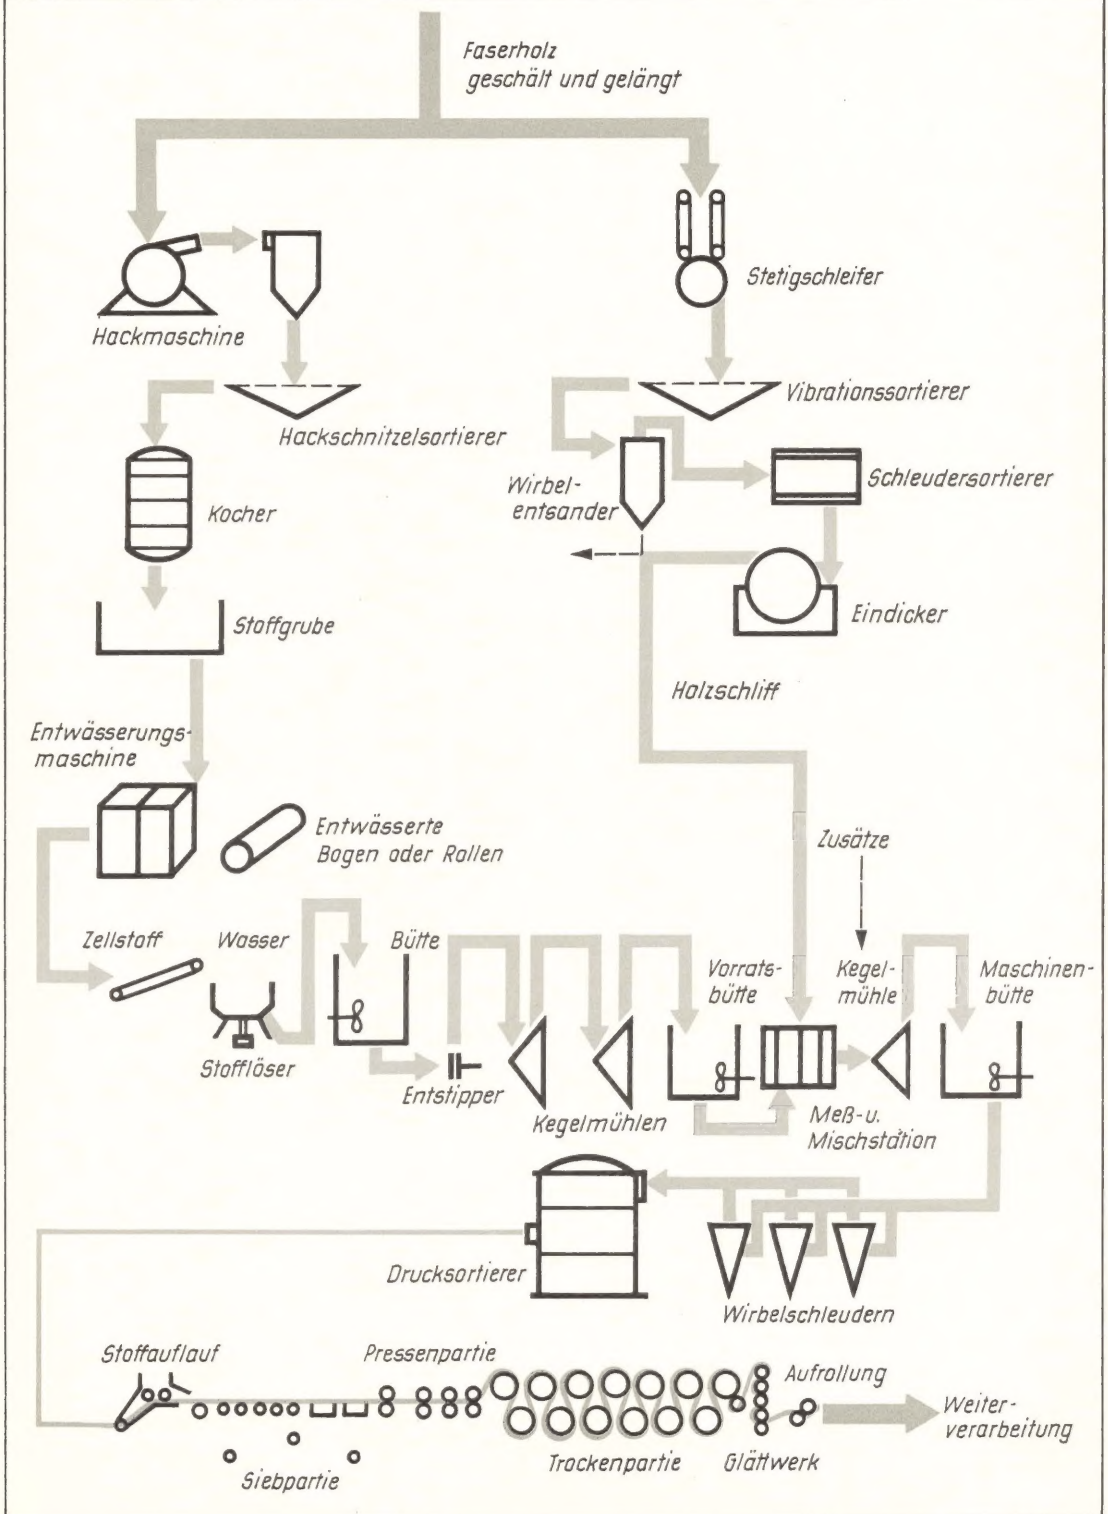 Faserholz
geschält und gelängt
Hackmaschine
Stetigschleifer
Hackschnitzelsortierer
Vibrationssortierer
Kocher
Wirbel-
entsander
Schleudersortierer
Stoffgrube
Eindicker
Holzschliff
Entwässerungs-
maschine
Entwässerte
Bogen oder Rollen
Zusätze
Zellstoff
Wasser
Bütte
Vorrats-
bütte
Kegel-
mühle
Maschinen-
bütte
Stofflöser
Entstipper
Kegelmühlen
Meß-u.
Mischstation
Drucksortierer
Wirbelschleudern
Stoffauflauf
Pressenpartie
Aufrollung
Weiter-
verarbeitung
Siebpartie
Trockenpartie
Glättwerk